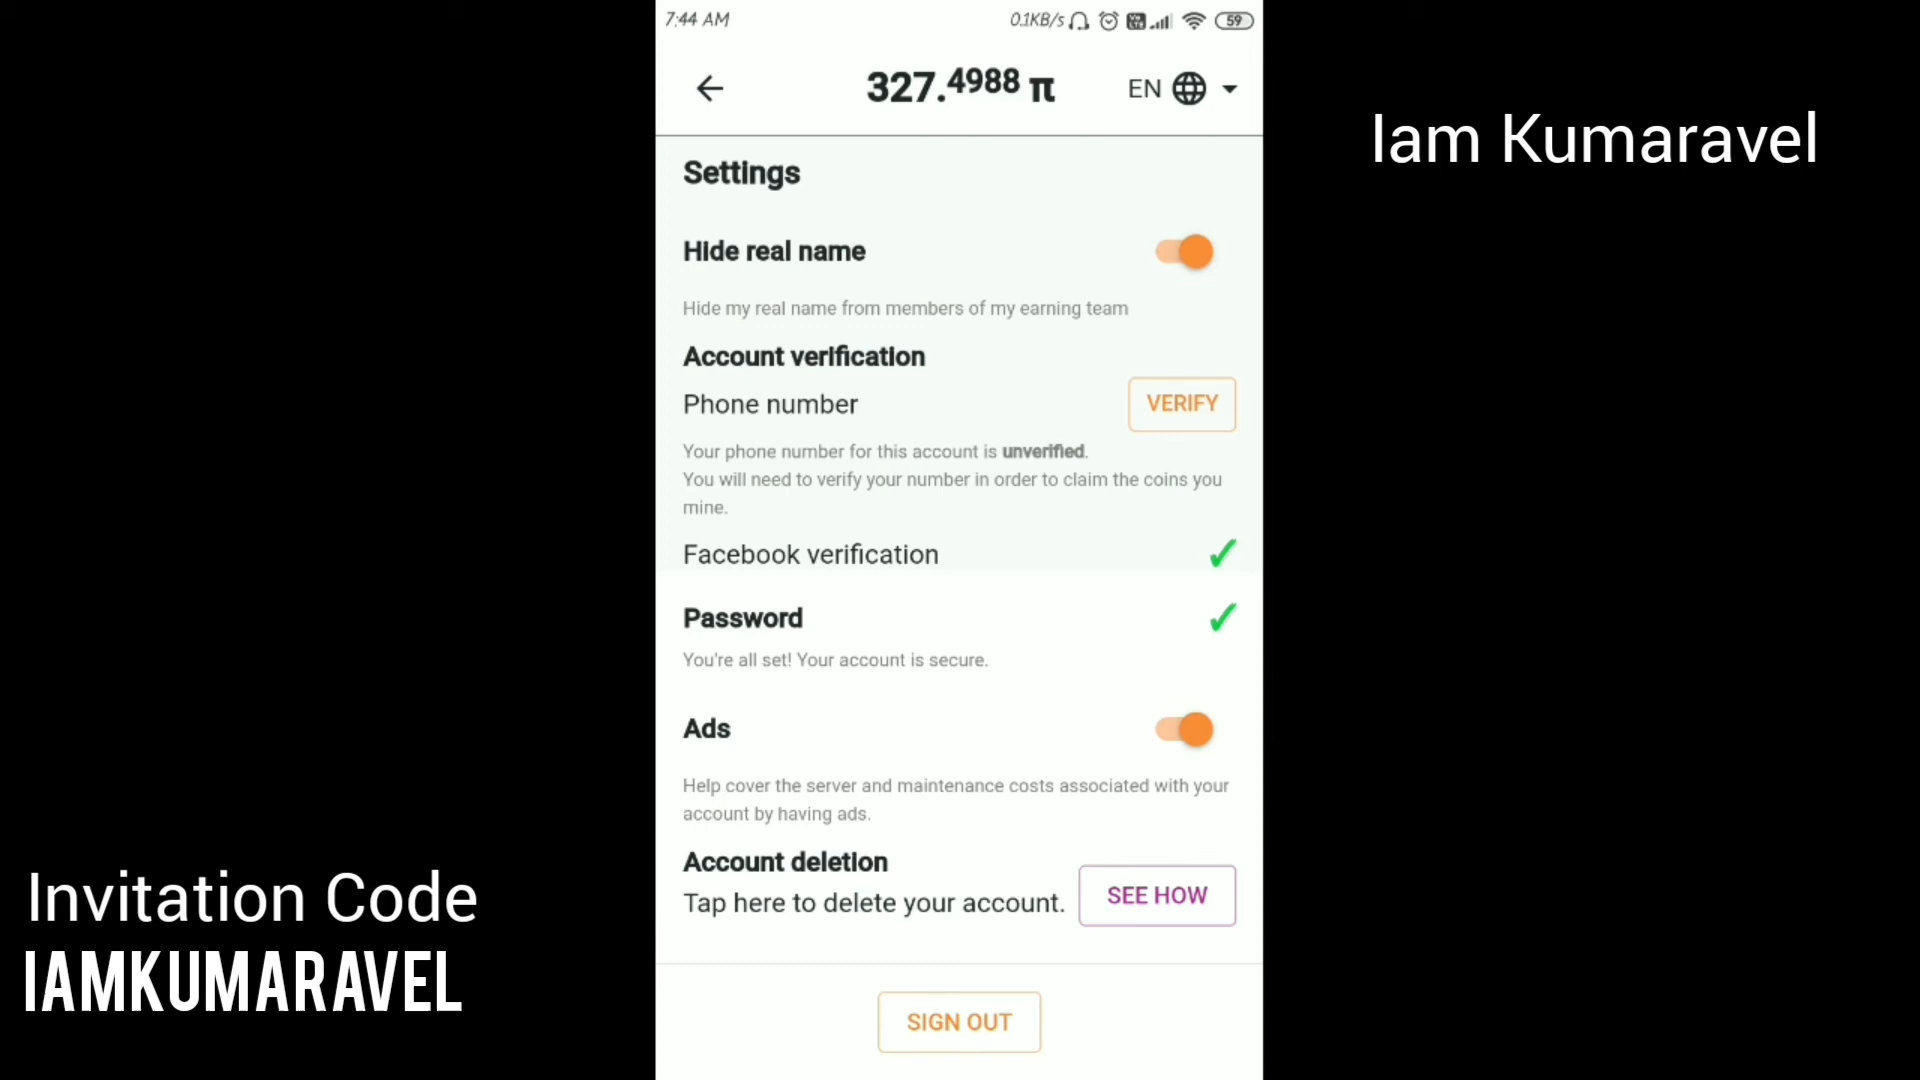 7:44 AM
0.1KB/s
59
327.4988 π
EN
Iam Kumaravel
Settings
Hide real name
Hide my real name from members of my earning team
Account verification
Phone number
VERIFY
Your phone number for this account is unverified.
You will need to verify your number in order to claim the coins you
mine.
Facebook verification
Password
You're all set! Your account is secure.
Ads
Help cover the server and maintenance costs associated with your
account by having ads.
Account deletion
Tap here to delete your account.
SEE HOW
Invitation Code
IAMKUMARAVEL
SIGN OUT